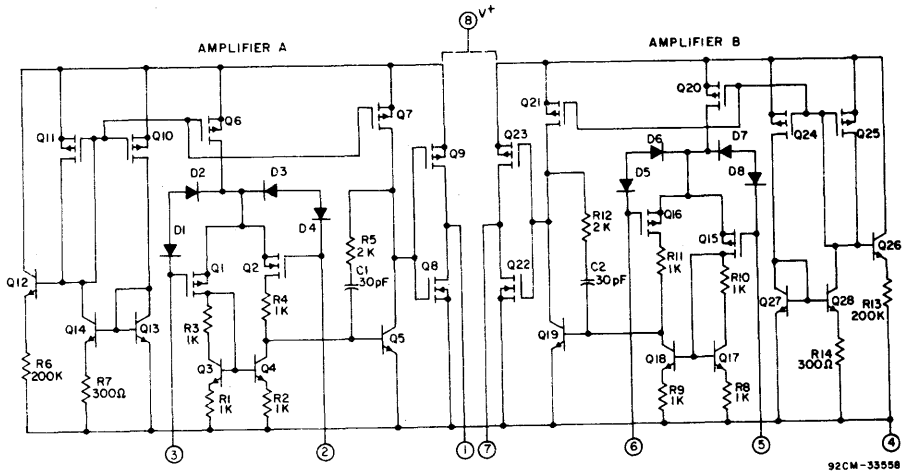 8 V+
AMPLIFIER A
AMPLIFIER B
Q11
Q10
Q6
Q7
Q9
Q23
Q21
Q20
Q24
Q25
D2
D3
D6
D7
D1
D4
D5
D8
Q12
Q1
Q2
R5
2K
C1
30pF
Q8
Q22
R12
2K
C2
30pF
Q16
Q15
Q26
R3
1K
R4
1K
R11
1K
R10
1K
Q14
Q13
Q3
Q4
Q5
Q19
Q18
Q17
Q27
Q28
R13
200K
R6
200K
R7
300Ω
R1
1K
R2
1K
R9
1K
R8
1K
R14
300Ω
3
2
1
7
6
5
4
92CM-33558